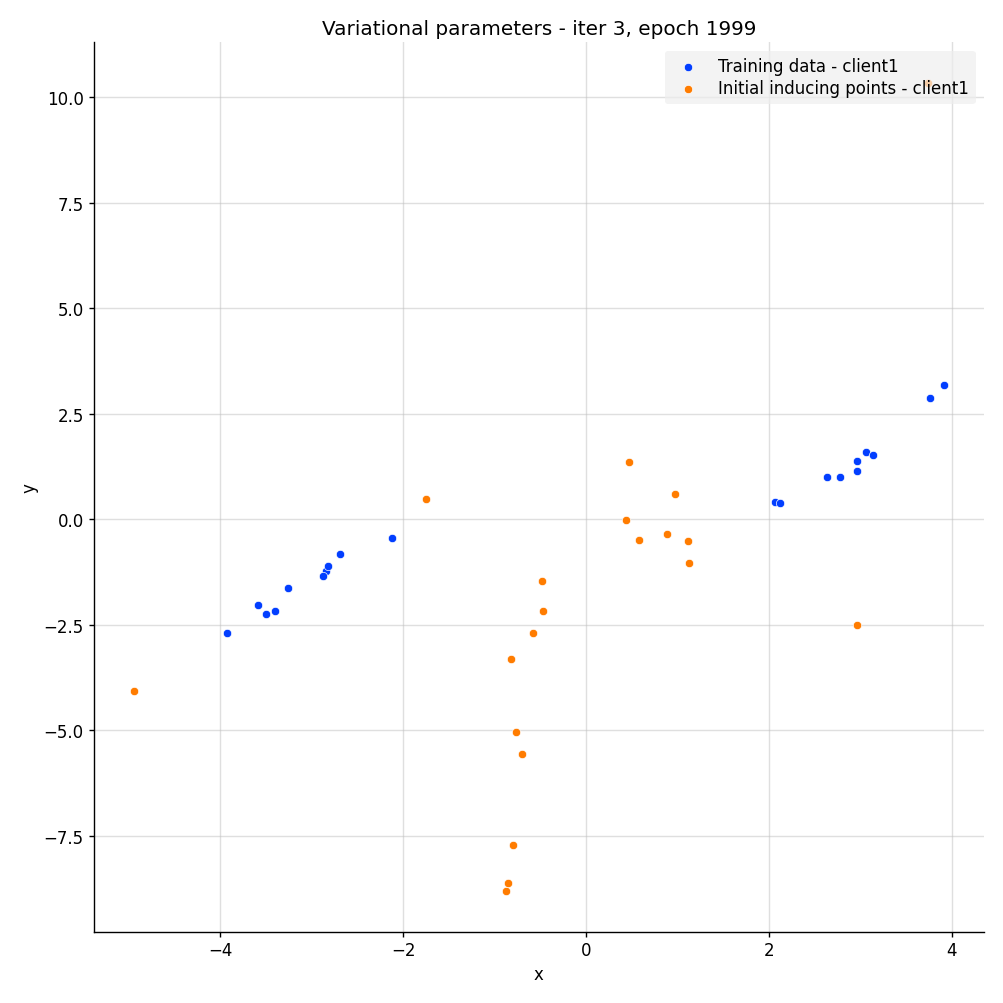 Variational parameters - iter 3, epoch 1999
Training data - client1
Initial inducing points - client1
10.0
7.5
5.0
2.5
0.0
−2.5
−5.0
−7.5
y
−4
−2
0
2
4
x